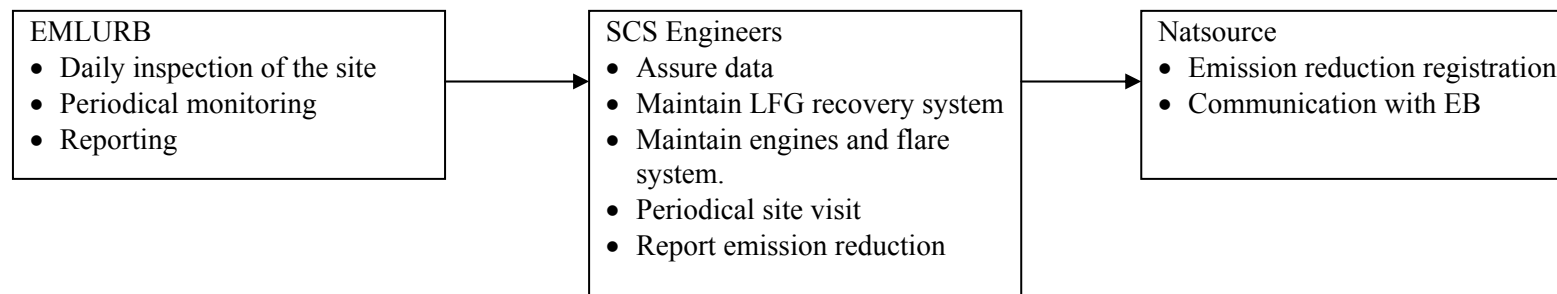 EMLURB
• Daily inspection of the site
• Periodical monitoring
• Reporting
SCS Engineers
• Assure data
• Maintain LFG recovery system
• Maintain engines and flare
system.
• Periodical site visit
• Report emission reduction
Natsource
• Emission reduction registration
• Communication with EB